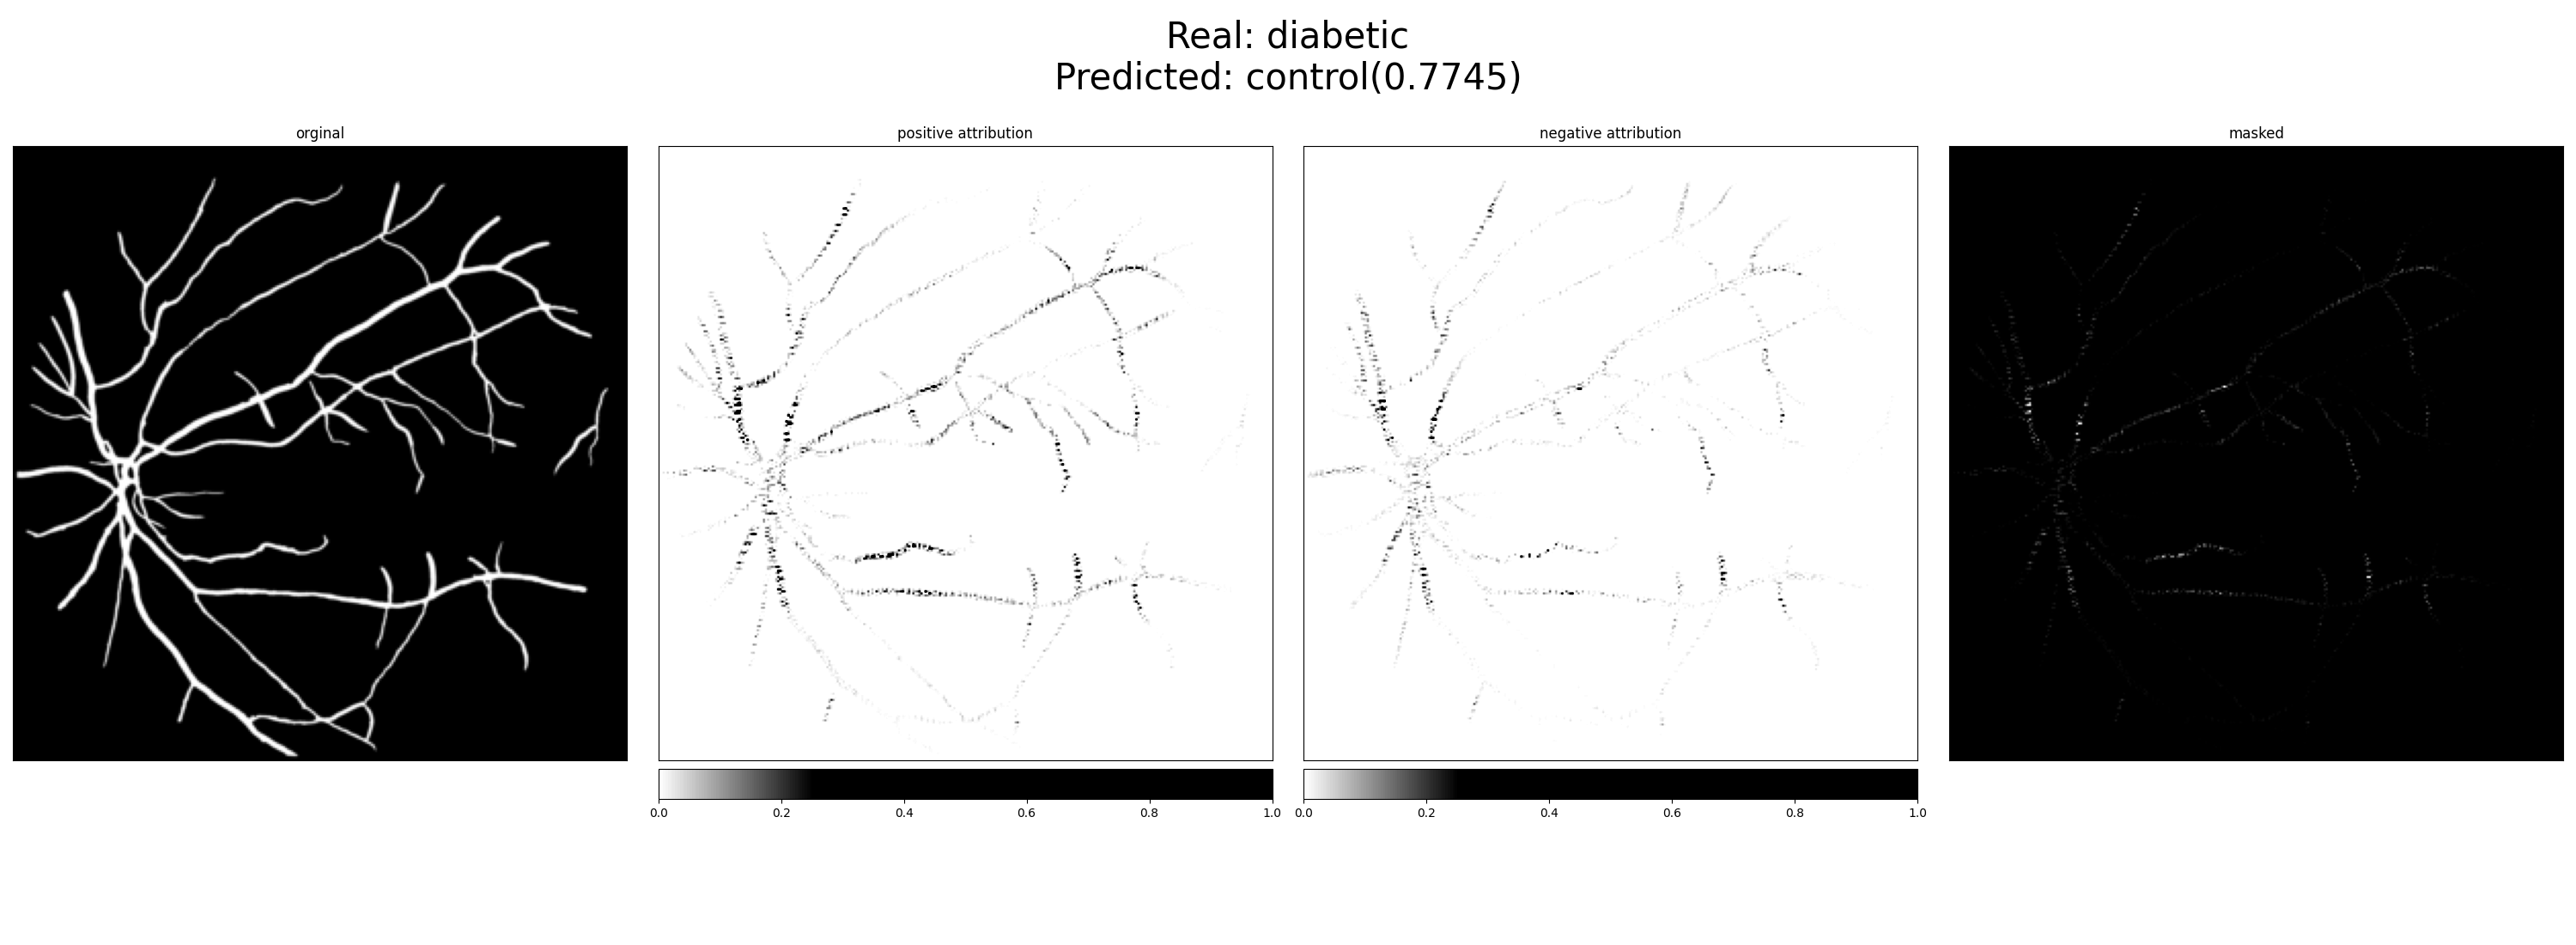 Real: diabetic
Predicted: control(0.7745)
orginal
positive attribution
negative attribution
masked
0.0 0.2 0.4 0.6 0.8 1.0
0.0 0.2 0.4 0.6 0.8 1.0